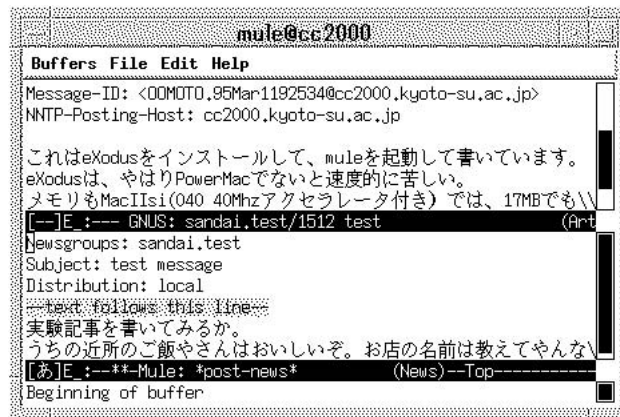 mule@cc2000
Buffers File Edit Help
Message-ID: <OOMOTO.95Mar1192534@cc2000.kyoto-su.ac.jp>
NNTP-Posting-Host: cc2000.kyoto-su.ac.jp
これはeXodusをインストールして、muleを起動して書いています。
eXodusは、やはりPowerMacでないと速度的に苦しい。
メモリもMacIIsi(040 40Mhzアクセラレータ付き) では、17MBでも\
[--]E_:--- GNUS: sandai.test/1512 test (Art
Newsgroups: sandai.test
Subject: test message
Distribution: local
--text follows this line--
実験記事を書いてみるか。
うちの近所のご飯やさんはおいしいぞ。お店の名前は教えてやんな\
[あ]E_:--**-Mule: *post-news* (News)--Top-----------
Beginning of buffer